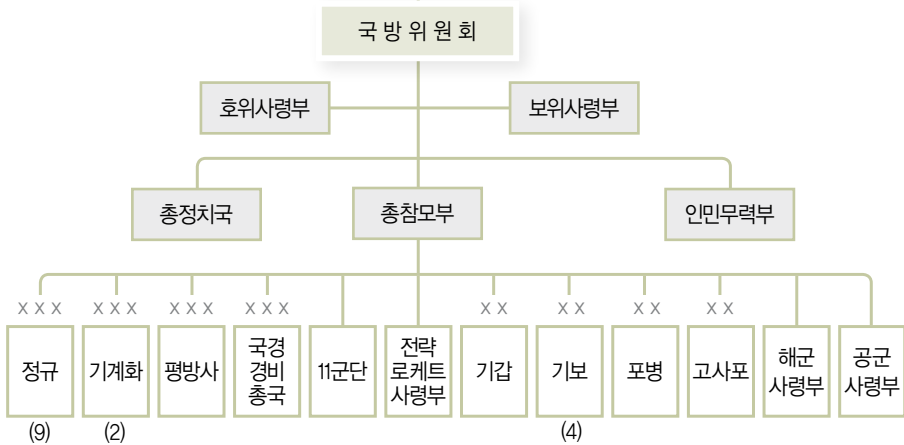 국 방 위 원 회
호위사령부 보위사령부
총정치국 총참모부 인민무력부
X X X X X X X X X X X X X X X X X X X X
정규 기계화 평방사 국경 경비 총국 11군단 전략 로케트 사령부 기갑 기보 포병 고사포 해군 사령부 공군 사령부
(9) (2) (4)